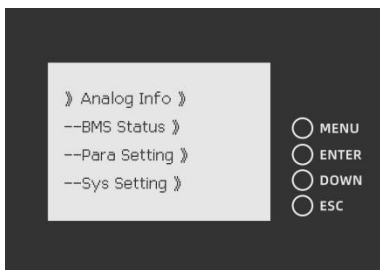 》 Analog Info 》
--BMS Status 》
--Para Setting 》
--Sys Setting 》
MENU
ENTER
DOWN
ESC